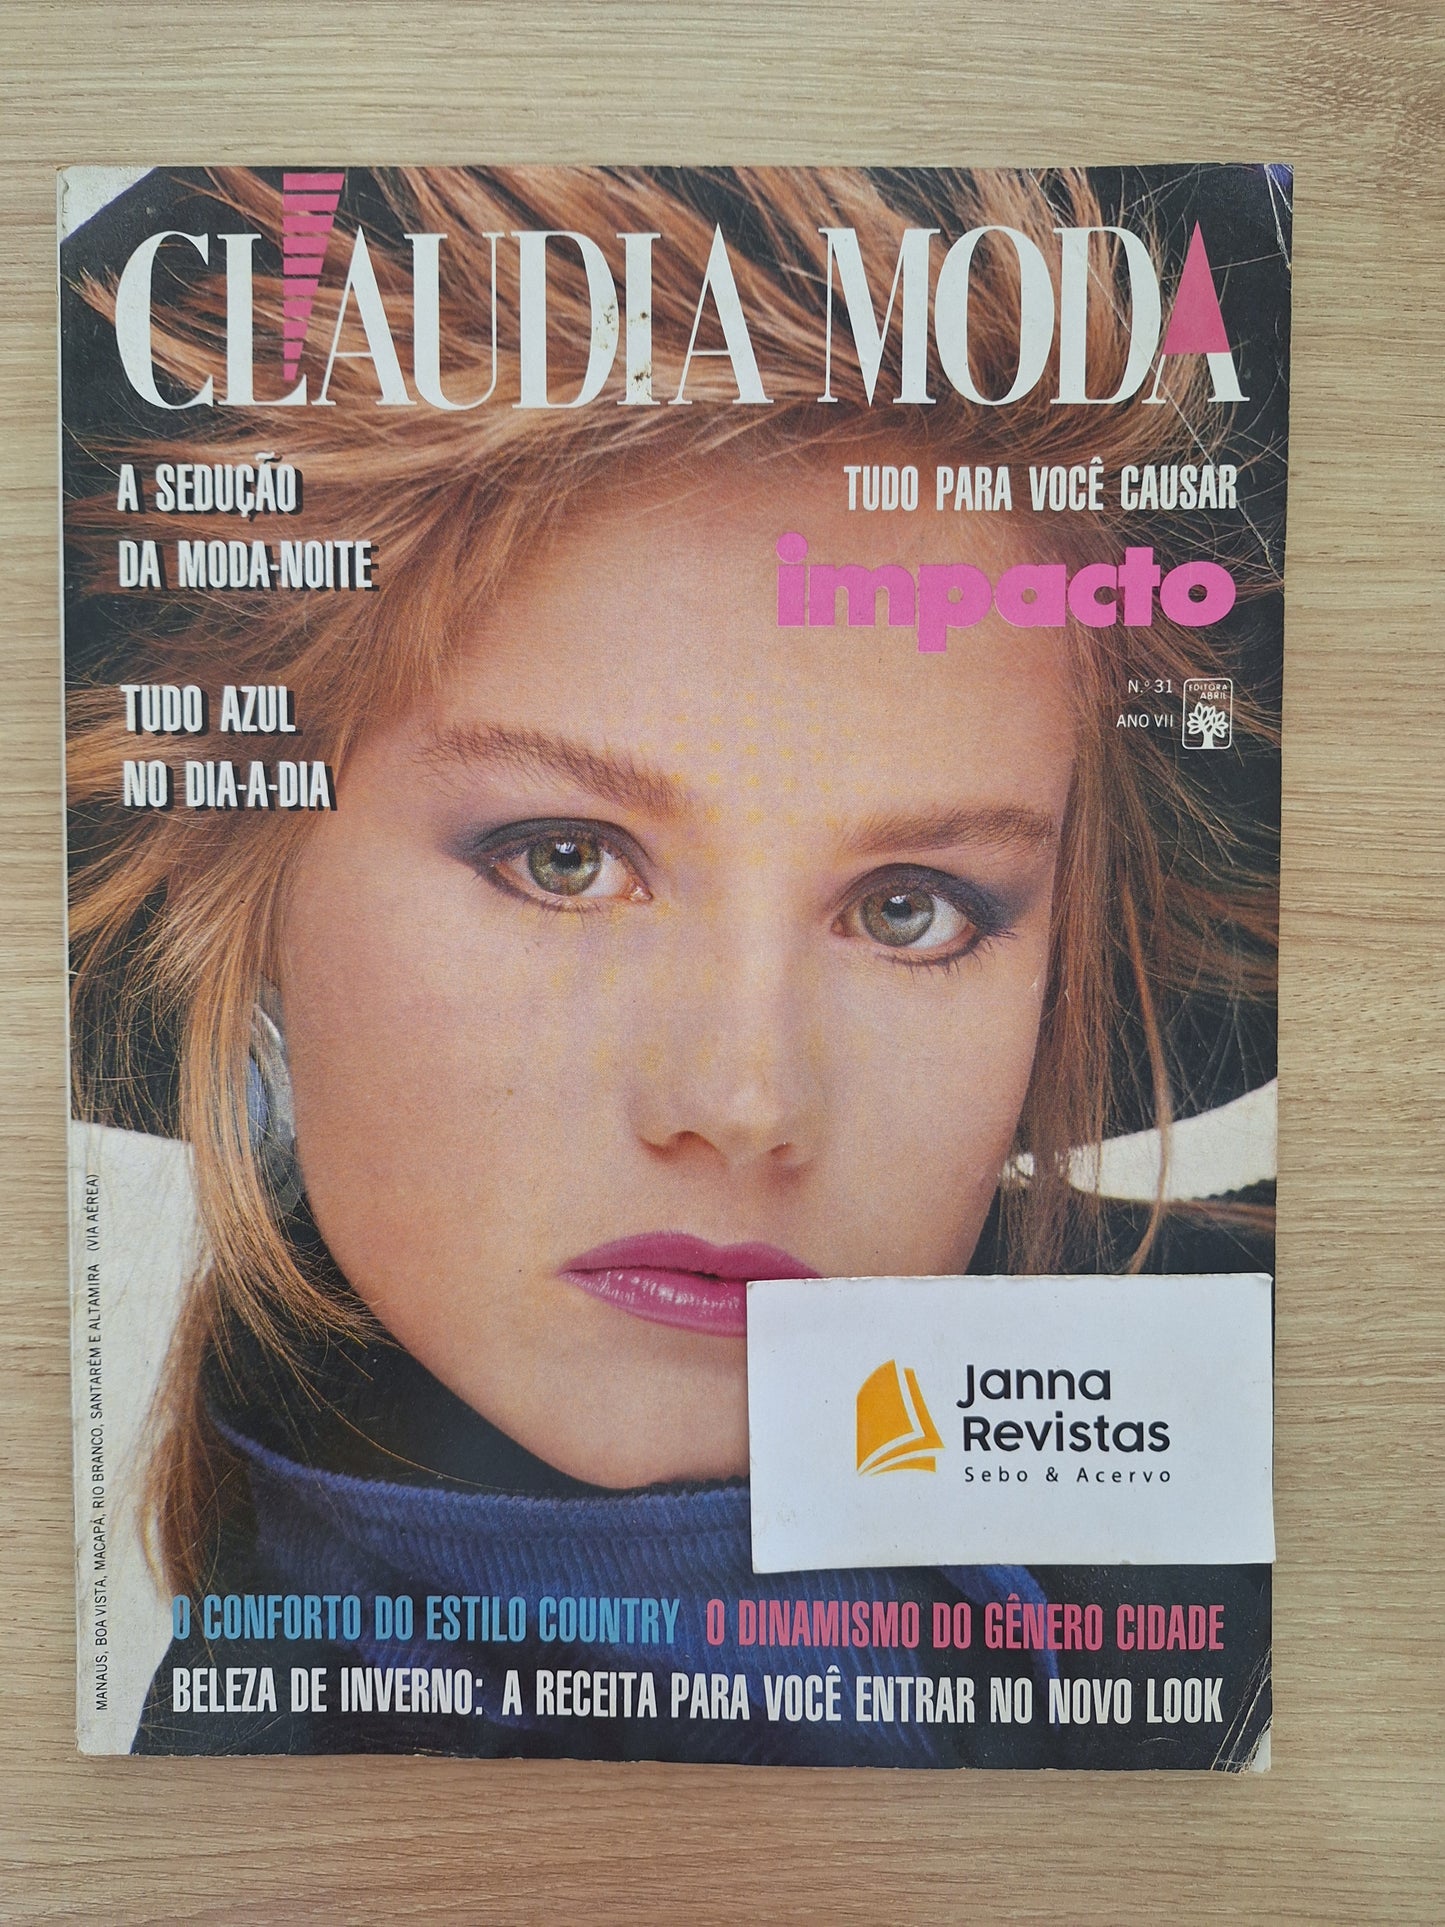 CLAUDIA MODA
A SEDUÇÃO
DA MODA-NOITE
TUDO AZUL
NO DIA-A-DIA
TUDO PARA VOCÊ CAUSAR
impacto
N.º 31
ANO VII
EDITORA
ABRIL
MANAUS, BOA VISTA, MACAPÁ, RIO BRANCO, SANTARÉM E ALTAMIRA (VIA AÉREA)
Janna
Revistas
Sebo & Acervo
O CONFORTO DO ESTILO COUNTRY O DINAMISMO DO GÊNERO CIDADE
BELEZA DE INVERNO: A RECEITA PARA VOCÊ ENTRAR NO NOVO LOOK